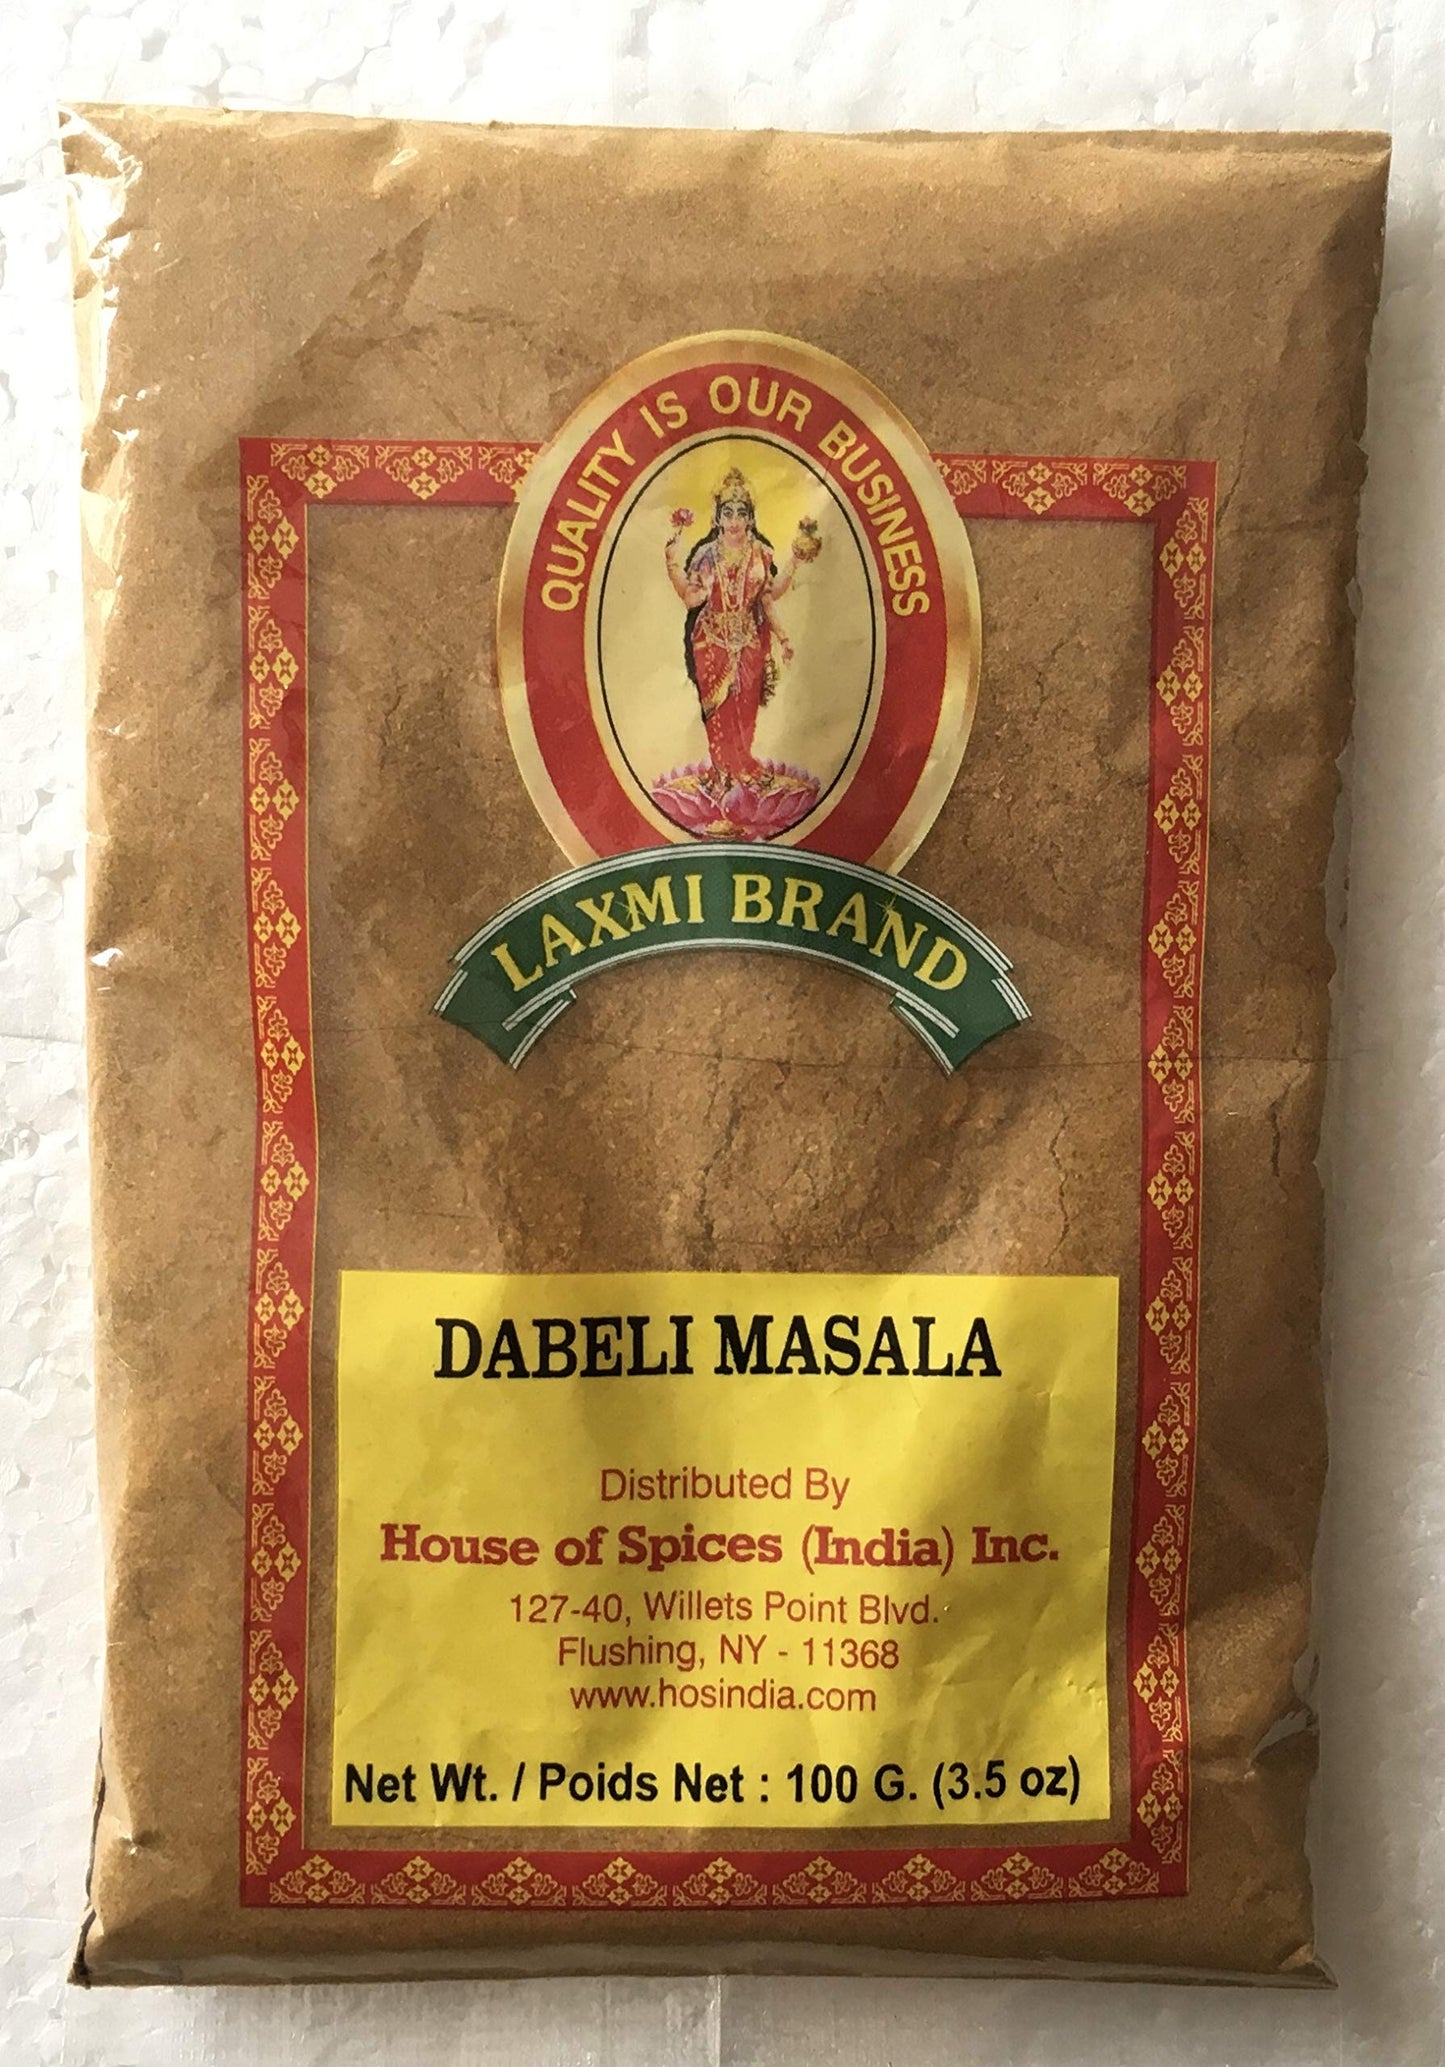 QUALITY IS OUR BUSINESS
LAXMI BRAND
DABELI MASALA
Distributed By
House of Spices (India) Inc.
127-40, Willets Point Blvd.
Flushing, NY - 11368
www.hosindia.com
Net Wt. / Poids Net : 100 G. (3.5 oz)